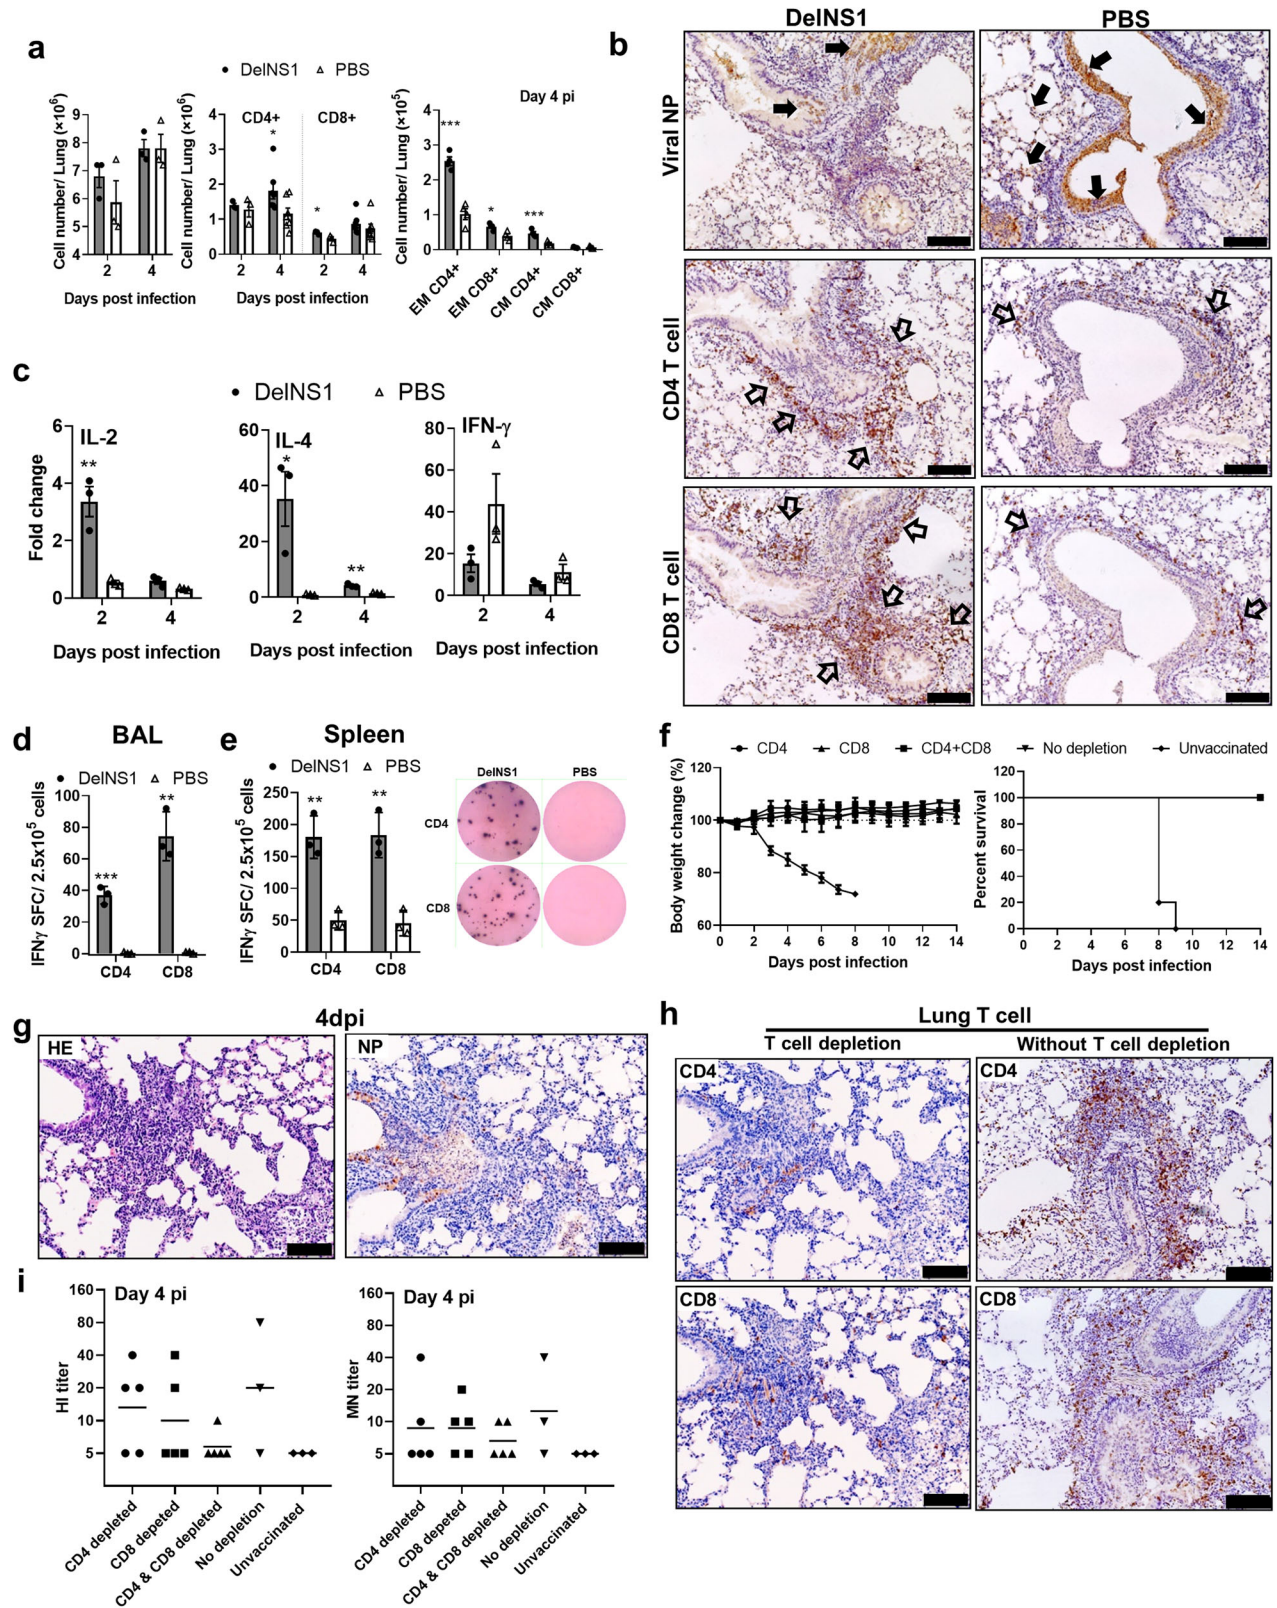 a
DelNS1 PBS
Cell number/ Lung (×10⁶)
9
8
7
6
5
4
2 4
Days post infection
Cell number/ Lung (×10⁶)
4
3
2
1
0
CD4+ CD8+
*
*
2 4 2 4
Days post infection
Cell number/ Lung (×10⁵)
4
3
2
1
0
Day 4 pi
***
*
***
EM CD4+
EM CD8+
CM CD4+
CM CD8+
b
DelNS1 PBS
Viral NP
CD4 T cell
CD8 T cell
c
DelNS1 PBS
Fold change
6
4
2
0
IL-2
**
2 4
Days post infection
60
40
20
0
IL-4
*
**
2 4
Days post infection
80
60
40
20
0
IFN-γ
2 4
Days post infection
d BAL
DelNS1 PBS
IFNγ SFC/ 2.5x10⁵ cells
100
80
60
40
20
0
***
**
CD4 CD8
e Spleen
DelNS1 PBS
IFNγ SFC/ 2.5x10⁵ cells
250
200
150
100
50
0
**
**
CD4 CD8
DelNS1 PBS
CD4
CD8
f
CD4 CD8 CD4+CD8 No depletion Unvaccinated
Body weight change (%)
120
100
80
60
0 2 4 6 8 10 12 14
Days post infection
Percent survival
120
100
80
60
40
20
0
0 2 4 6 8 10 12 14
Days post infection
g
4dpi
HE
NP
h
Lung T cell
T cell depletion Without T cell depletion
CD4
CD4
CD8
CD8
i
HI titer
160
80
40
20
10
5
Day 4 pi
CD4 depleted
CD8 depeted
CD4 & CD8 depleted
No depletion
Unvaccinated
MN titer
160
80
40
20
10
5
Day 4 pi
CD4 depleted
CD8 depleted
CD4 & CD8 depleted
No depletion
Unvaccinated